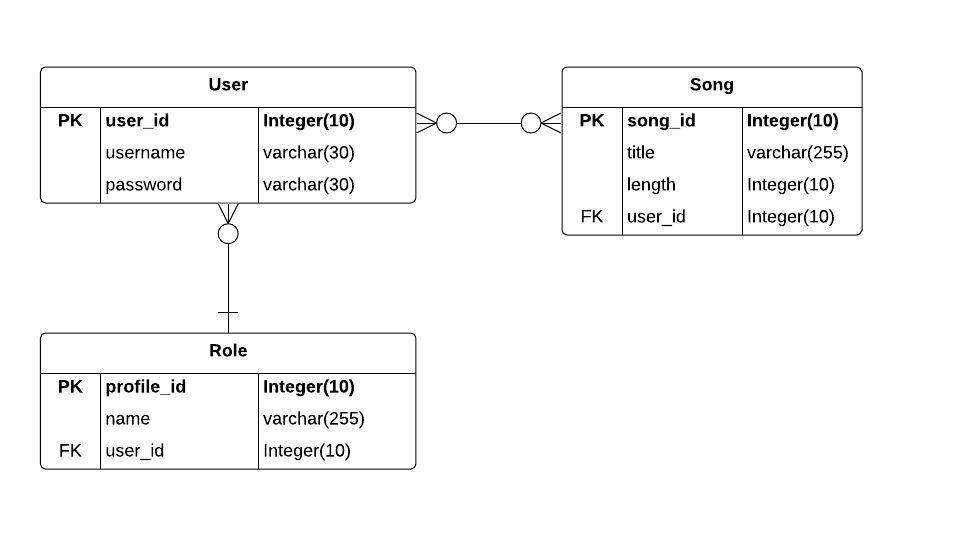 User
PK user_id Integer(10)
username varchar(30)
password varchar(30)
Song
PK song_id Integer(10)
title varchar(255)
length Integer(10)
FK user_id Integer(10)
Role
PK profile_id Integer(10)
name varchar(255)
FK user_id Integer(10)